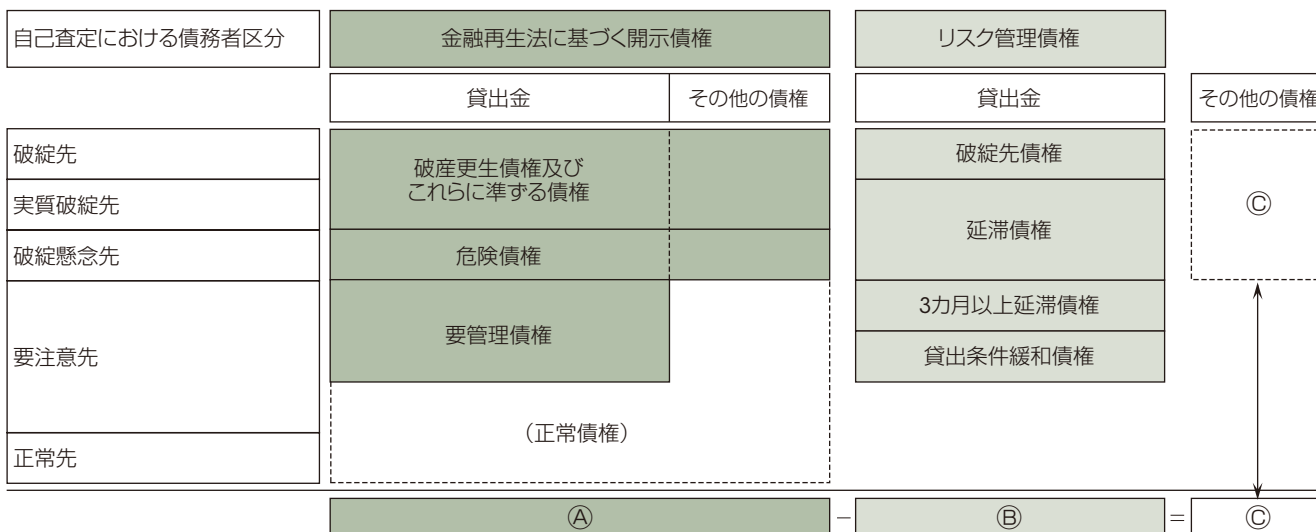 自己査定における債務者区分
金融再生法に基づく開示債権
リスク管理債権
貸出金
その他の債権
貸出金
その他の債権
破綻先
実質破綻先
破綻懸念先
要注意先
正常先
破産更生債権及び
これらに準ずる債権
危険債権
要管理債権
(正常債権)
破綻先債権
延滞債権
3カ月以上延滞債権
貸出条件緩和債権
Ⓒ
Ⓐ − Ⓑ = Ⓒ